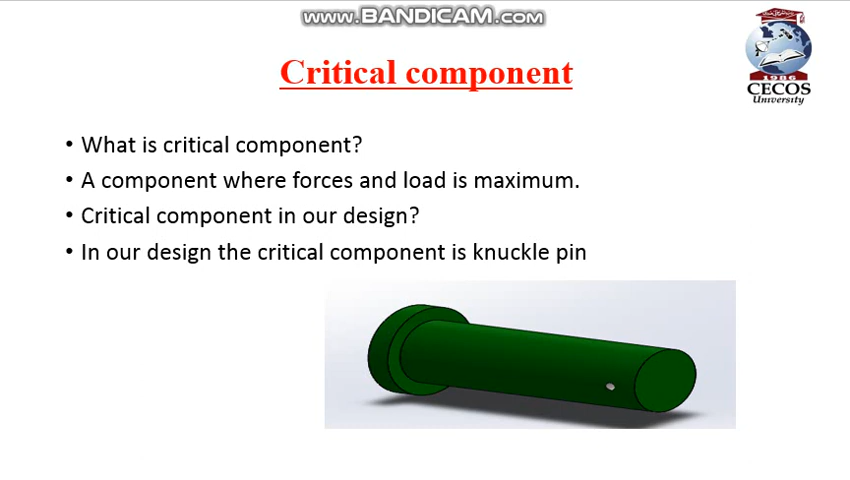 www.BANDICAM.com
Critical component
1986
CECOS
University
• What is critical component?
• A component where forces and load is maximum.
• Critical component in our design?
• In our design the critical component is knuckle pin